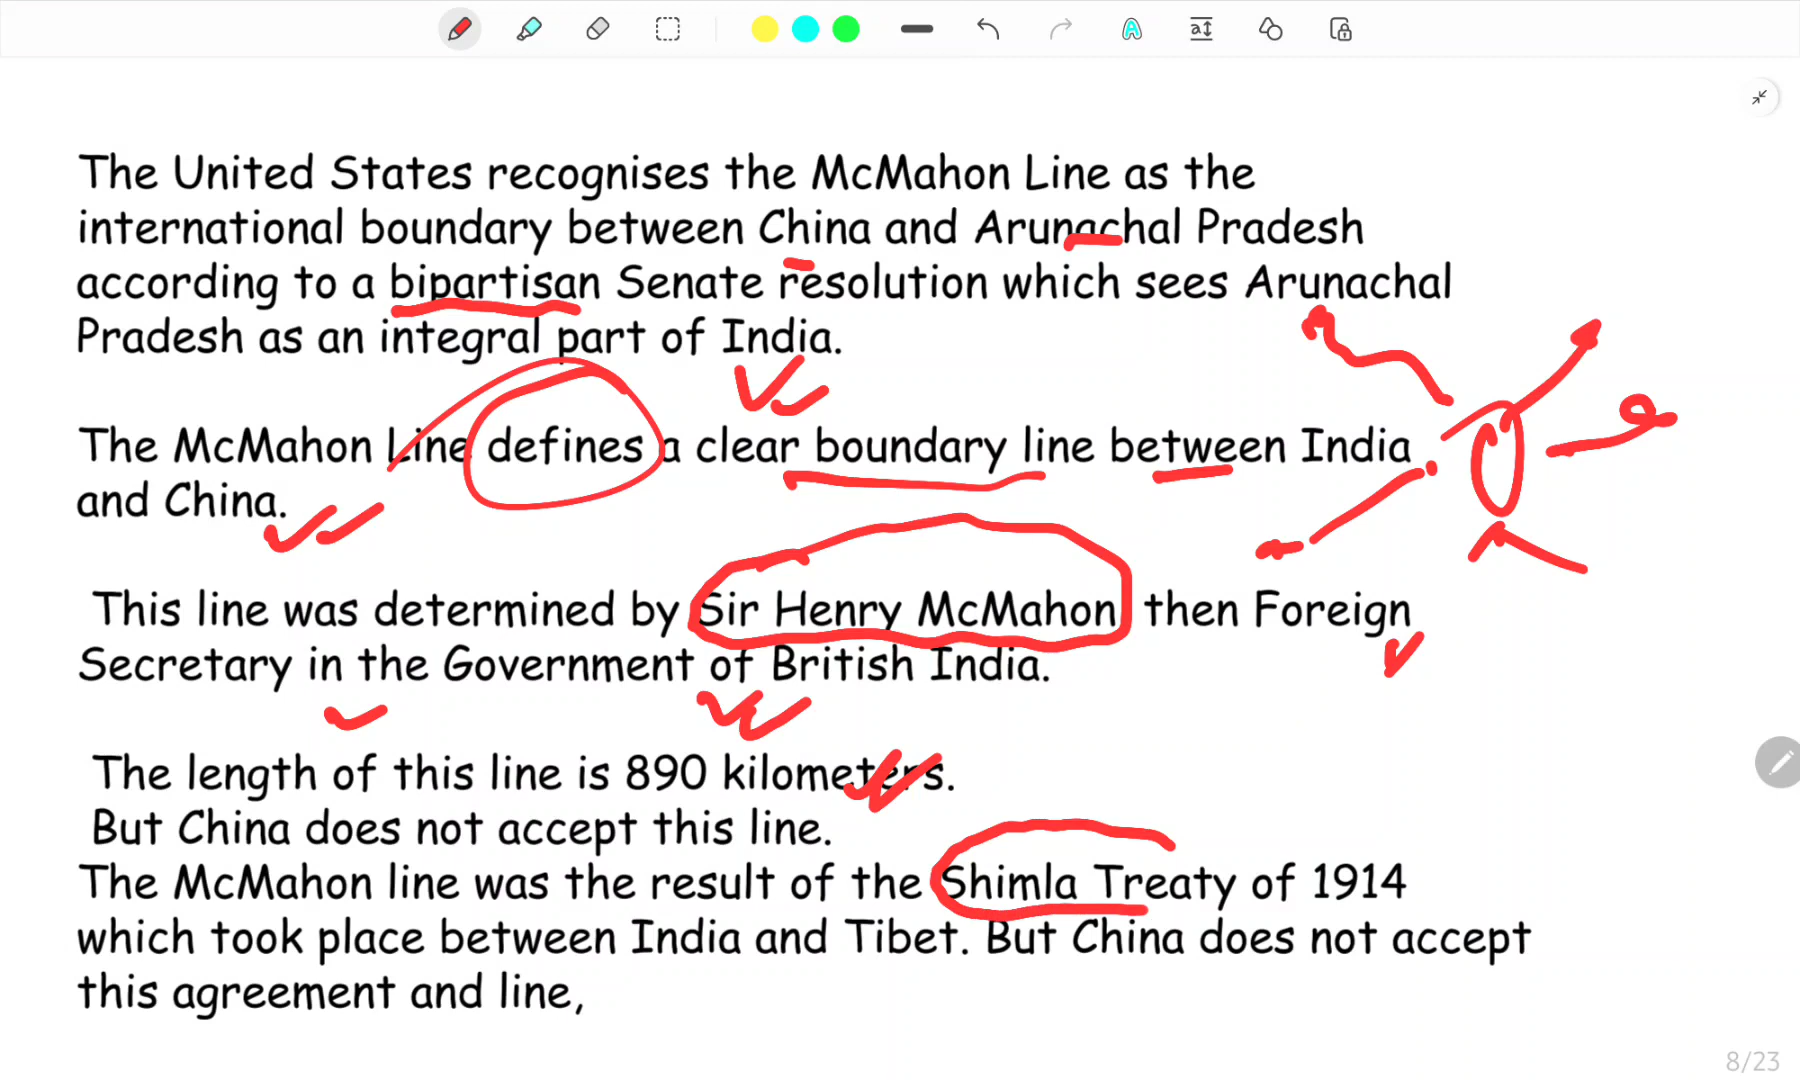 The United States recognises the McMahon Line as the
international boundary between China and Arunachal Pradesh
according to a bipartisan Senate resolution which sees Arunachal
Pradesh as an integral part of India.
The McMahon Line defines a clear boundary line between India
and China.
This line was determined by Sir Henry McMahon then Foreign
Secretary in the Government of British India.
The length of this line is 890 kilometers.
But China does not accept this line.
The McMahon line was the result of the Shimla Treaty of 1914
which took place between India and Tibet. But China does not accept
this agreement and line,
8/23